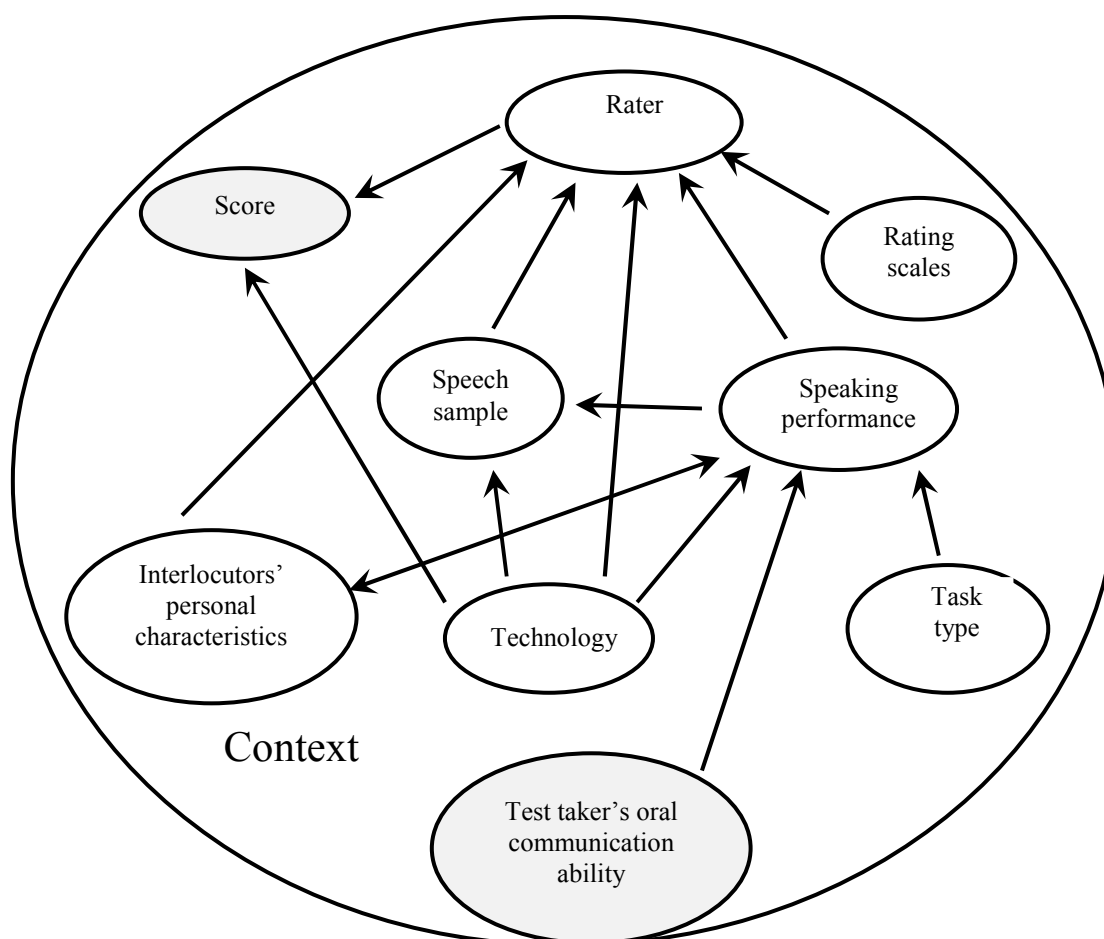 Rater
Score
Rating
scales
Speech
sample
Speaking
performance
Interlocutors’
personal
characteristics
Technology
Task
type
Context
Test taker’s oral
communication
ability